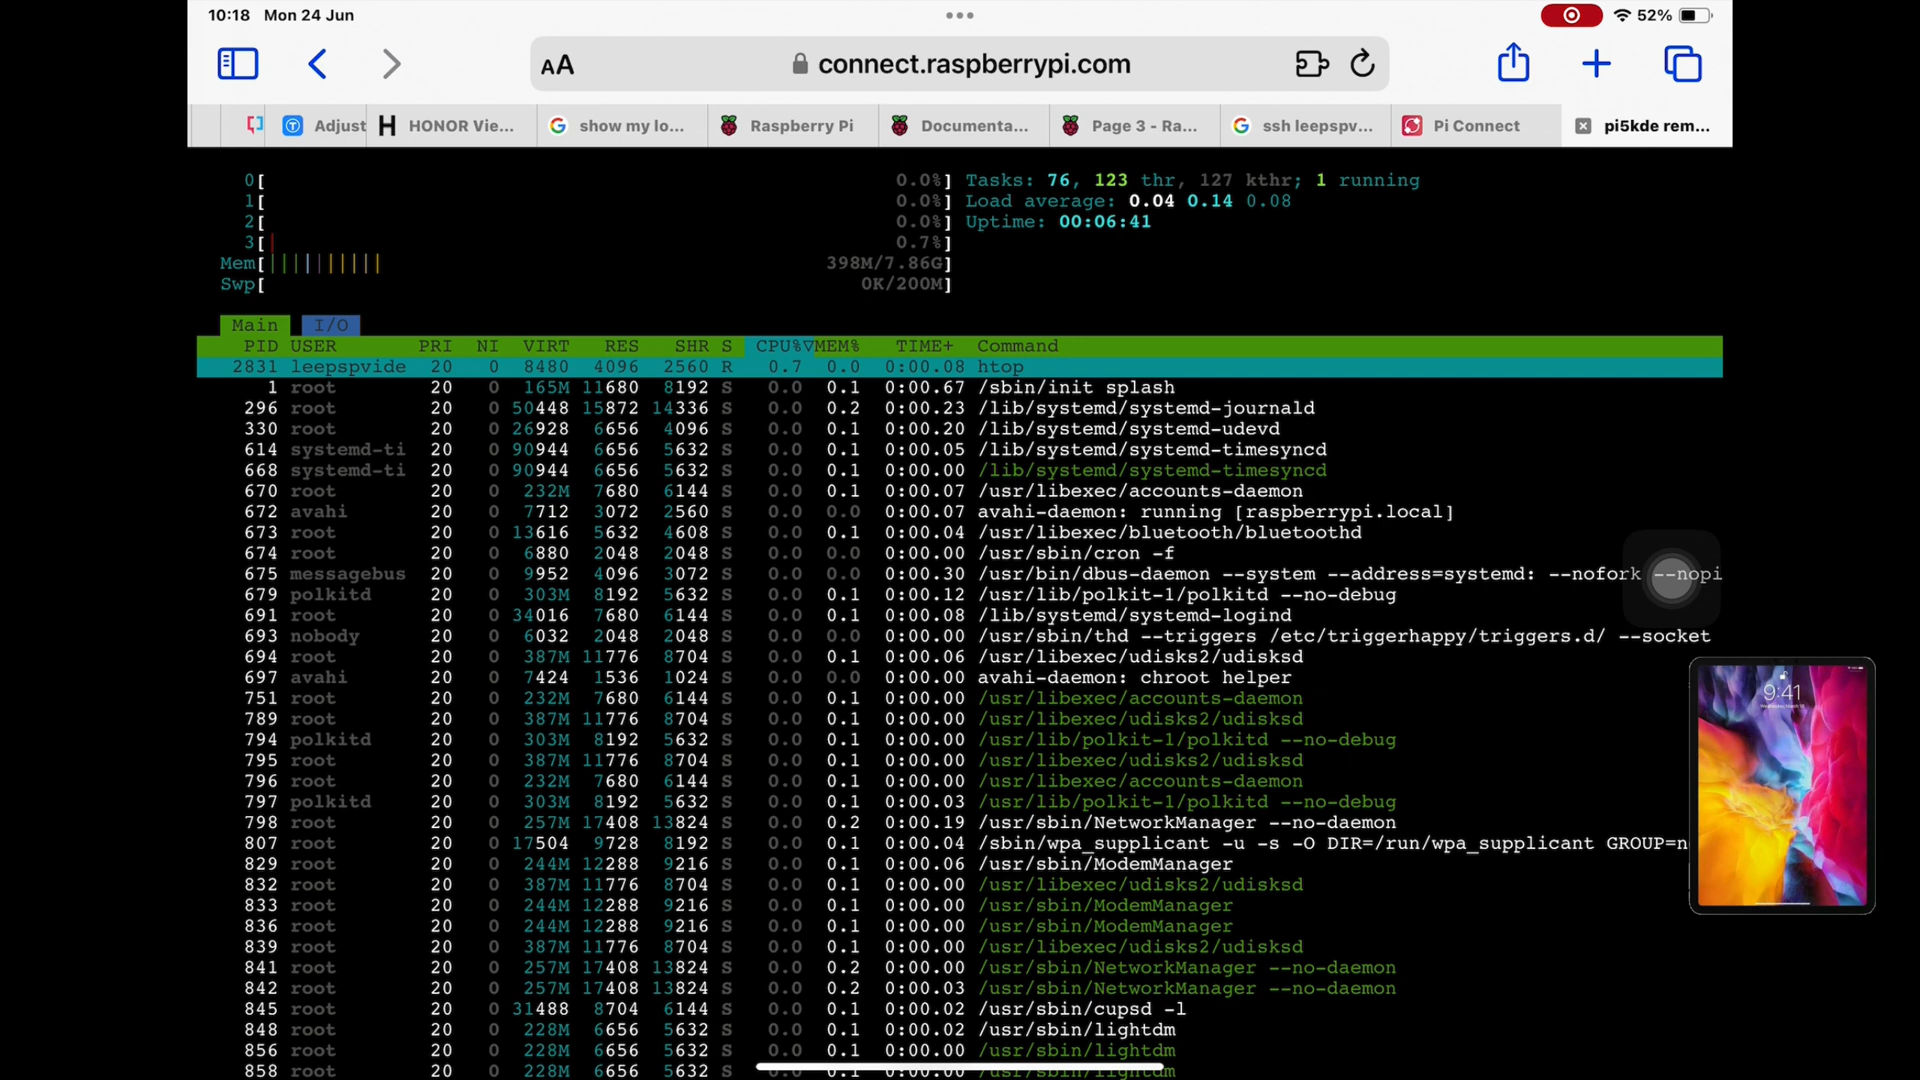 10:18 Mon 24 Jun
52%
AA connect.raspberrypi.com
Adjust
HONOR Vie...
show my lo...
Raspberry Pi
Documenta...
Page 3 - Ra...
ssh leepspv...
Pi Connect
pi5kde rem...
0[ 0.0%] Tasks: 76, 123 thr, 127 kthr; 1 running
1[ 0.0%] Load average: 0.04 0.14 0.08
2[ 0.0%] Uptime: 00:06:41
3[| 0.7%]
Mem[|||||||||| 398M/7.86G]
Swp[ 0K/200M]
Main I/O
PID USER PRI NI VIRT RES SHR S CPU%▽MEM% TIME+ Command
2831 leepspvide 20 0 8480 4096 2560 R 0.7 0.0 0:00.08 htop
1 root 20 0 165M 11680 8192 S 0.0 0.1 0:00.67 /sbin/init splash
296 root 20 0 50448 15872 14336 S 0.0 0.2 0:00.23 /lib/systemd/systemd-journald
330 root 20 0 26928 6656 4096 S 0.0 0.1 0:00.20 /lib/systemd/systemd-udevd
614 systemd-ti 20 0 90944 6656 5632 S 0.0 0.1 0:00.05 /lib/systemd/systemd-timesyncd
668 systemd-ti 20 0 90944 6656 5632 S 0.0 0.1 0:00.00 /lib/systemd/systemd-timesyncd
670 root 20 0 232M 7680 6144 S 0.0 0.1 0:00.07 /usr/libexec/accounts-daemon
672 avahi 20 0 7712 3072 2560 S 0.0 0.0 0:00.07 avahi-daemon: running [raspberrypi.local]
673 root 20 0 13616 5632 4608 S 0.0 0.1 0:00.04 /usr/libexec/bluetooth/bluetoothd
674 root 20 0 6880 2048 2048 S 0.0 0.0 0:00.00 /usr/sbin/cron -f
675 messagebus 20 0 9952 4096 3072 S 0.0 0.0 0:00.30 /usr/bin/dbus-daemon --system --address=systemd: --nofork --nopi
679 polkitd 20 0 303M 8192 5632 S 0.0 0.1 0:00.12 /usr/lib/polkit-1/polkitd --no-debug
691 root 20 0 34016 7680 6144 S 0.0 0.1 0:00.08 /lib/systemd/systemd-logind
693 nobody 20 0 6032 2048 2048 S 0.0 0.0 0:00.00 /usr/sbin/thd --triggers /etc/triggerhappy/triggers.d/ --socket
694 root 20 0 387M 11776 8704 S 0.0 0.1 0:00.06 /usr/libexec/udisks2/udisksd
697 avahi 20 0 7424 1536 1024 S 0.0 0.0 0:00.00 avahi-daemon: chroot helper
751 root 20 0 232M 7680 6144 S 0.0 0.1 0:00.00 /usr/libexec/accounts-daemon
789 root 20 0 387M 11776 8704 S 0.0 0.1 0:00.00 /usr/libexec/udisks2/udisksd
794 polkitd 20 0 303M 8192 5632 S 0.0 0.1 0:00.00 /usr/lib/polkit-1/polkitd --no-debug
795 root 20 0 387M 11776 8704 S 0.0 0.1 0:00.00 /usr/libexec/udisks2/udisksd
796 root 20 0 232M 7680 6144 S 0.0 0.1 0:00.00 /usr/libexec/accounts-daemon
797 polkitd 20 0 303M 8192 5632 S 0.0 0.1 0:00.03 /usr/lib/polkit-1/polkitd --no-debug
798 root 20 0 257M 17408 13824 S 0.0 0.2 0:00.19 /usr/sbin/NetworkManager --no-daemon
807 root 20 0 17504 9728 8192 S 0.0 0.1 0:00.04 /sbin/wpa_supplicant -u -s -O DIR=/run/wpa_supplicant GROUP=n
829 root 20 0 244M 12288 9216 S 0.0 0.1 0:00.06 /usr/sbin/ModemManager
832 root 20 0 387M 11776 8704 S 0.0 0.1 0:00.00 /usr/libexec/udisks2/udisksd
833 root 20 0 244M 12288 9216 S 0.0 0.1 0:00.00 /usr/sbin/ModemManager
836 root 20 0 244M 12288 9216 S 0.0 0.1 0:00.00 /usr/sbin/ModemManager
839 root 20 0 387M 11776 8704 S 0.0 0.1 0:00.00 /usr/libexec/udisks2/udisksd
841 root 20 0 257M 17408 13824 S 0.0 0.2 0:00.00 /usr/sbin/NetworkManager --no-daemon
842 root 20 0 257M 17408 13824 S 0.0 0.2 0:00.03 /usr/sbin/NetworkManager --no-daemon
845 root 20 0 31488 8704 6144 S 0.0 0.1 0:00.02 /usr/sbin/cupsd -l
848 root 20 0 228M 6656 5632 S 0.0 0.1 0:00.02 /usr/sbin/lightdm
856 root 20 0 228M 6656 5632 S 0.0 0.1 0:00.00 /usr/sbin/lightdm
858 root 20 0 228M 6656 5632 S 0.0 0.1 0:00.00 /usr/sbin/lightdm
9:41